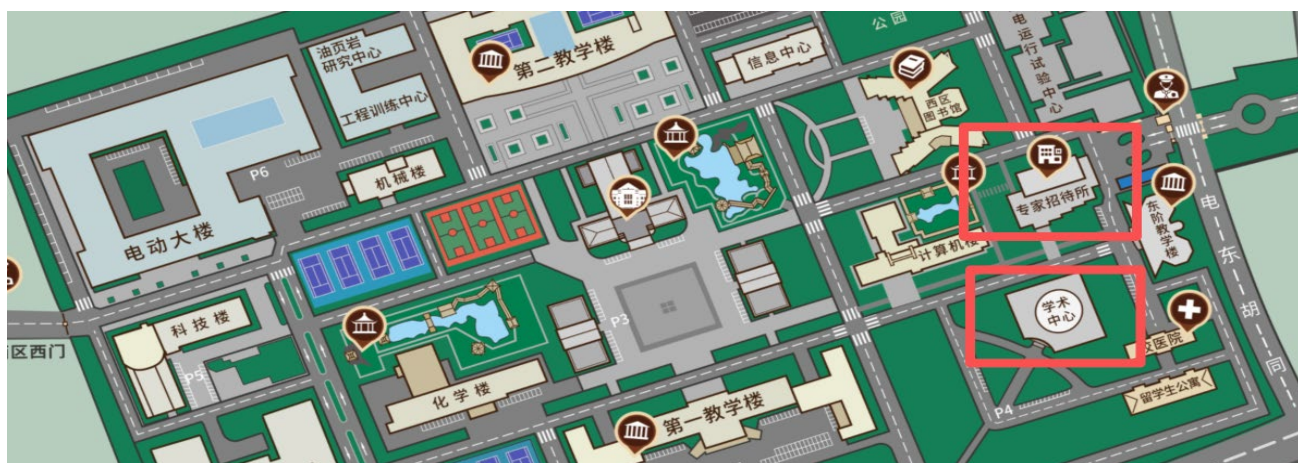 公园
电运行试验中心
油页岩
研究中心
第二教学楼
信息中心
西区
图书馆
工程训练中心
P6
机械楼
专家招待所
东阶教学楼
电动大楼
计算机楼
学术
中心
科技楼
P3
校医院
区西门
P5
化学楼
留学生公寓
第一教学楼
P4
电东胡同